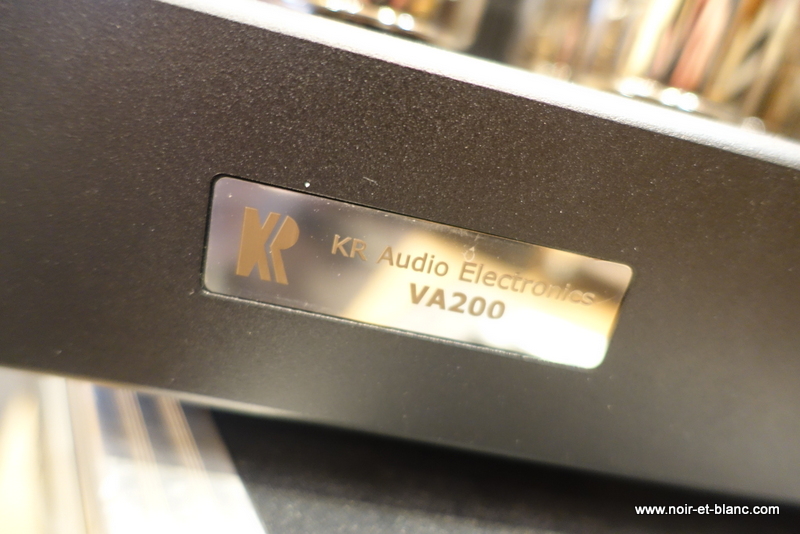 KR KR Audio Electronics
VA200
www.noir-et-blanc.com